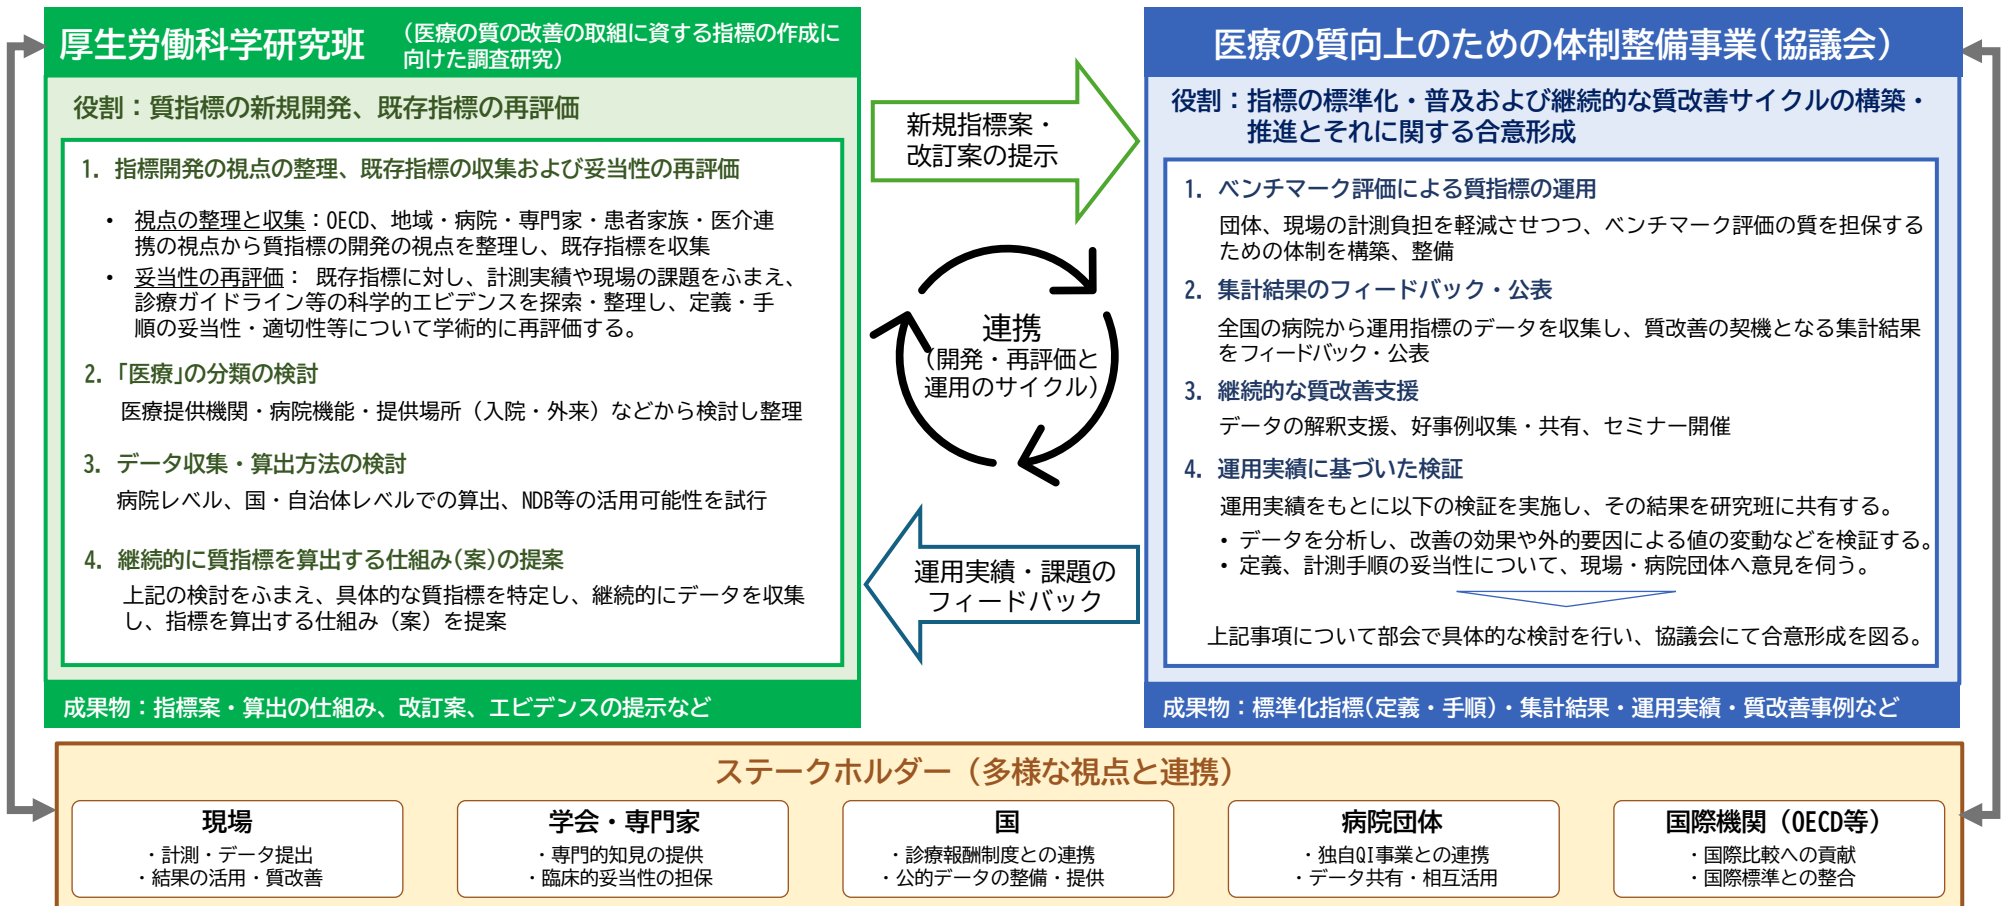 厚生労働科学研究班
（医療の質の改善の取組に資する指標の作成に
向けた調査研究）
役割：質指標の新規開発、既存指標の再評価
1. 指標開発の視点の整理、既存指標の収集および妥当性の再評価
・ 視点の整理と収集：OECD、地域・病院・専門家・患者家族・医介連
携の視点から質指標の開発の視点を整理し、既存指標を収集
・ 妥当性の再評価： 既存指標に対し、計測実績や現場の課題をふまえ、
診療ガイドライン等の科学的エビデンスを探索・整理し、定義・手
順の妥当性・適切性等について学術的に再評価する。
2. 「医療」の分類の検討
医療提供機関・病院機能・提供場所（入院・外来）などから検討し整理
3. データ収集・算出方法の検討
病院レベル、国・自治体レベルでの算出、NDB等の活用可能性を試行
4. 継続的に質指標を算出する仕組み(案)の提案
上記の検討をふまえ、具体的な質指標を特定し、継続的にデータを収集
し、指標を算出する仕組み（案）を提案
成果物：指標案・算出の仕組み、改訂案、エビデンスの提示など
新規指標案・
改訂案の提示
連携
（開発・再評価と
運用のサイクル）
運用実績・課題の
フィードバック
医療の質向上のための体制整備事業(協議会)
役割：指標の標準化・普及および継続的な質改善サイクルの構築・
推進とそれに関する合意形成
1. ベンチマーク評価による質指標の運用
団体、現場の計測負担を軽減させつつ、ベンチマーク評価の質を担保する
ための体制を構築、整備
2. 集計結果のフィードバック・公表
全国の病院から運用指標のデータを収集し、質改善の契機となる集計結果
をフィードバック・公表
3. 継続的な質改善支援
データの解釈支援、好事例収集・共有、セミナー開催
4. 運用実績に基づいた検証
運用実績をもとに以下の検証を実施し、その結果を研究班に共有する。
・データを分析し、改善の効果や外的要因による値の変動などを検証する。
・定義、計測手順の妥当性について、現場・病院団体へ意見を伺う。
上記事項について部会で具体的な検討を行い、協議会にて合意形成を図る。
成果物：標準化指標(定義・手順)・集計結果・運用実績・質改善事例など
ステークホルダー（多様な視点と連携）
現場
・計測・データ提出
・結果の活用・質改善
学会・専門家
・専門的知見の提供
・臨床的妥当性の担保
国
・診療報酬制度との連携
・公的データの整備・提供
病院団体
・独自QI事業との連携
・データ共有・相互活用
国際機関（OECD等）
・国際比較への貢献
・国際標準との整合